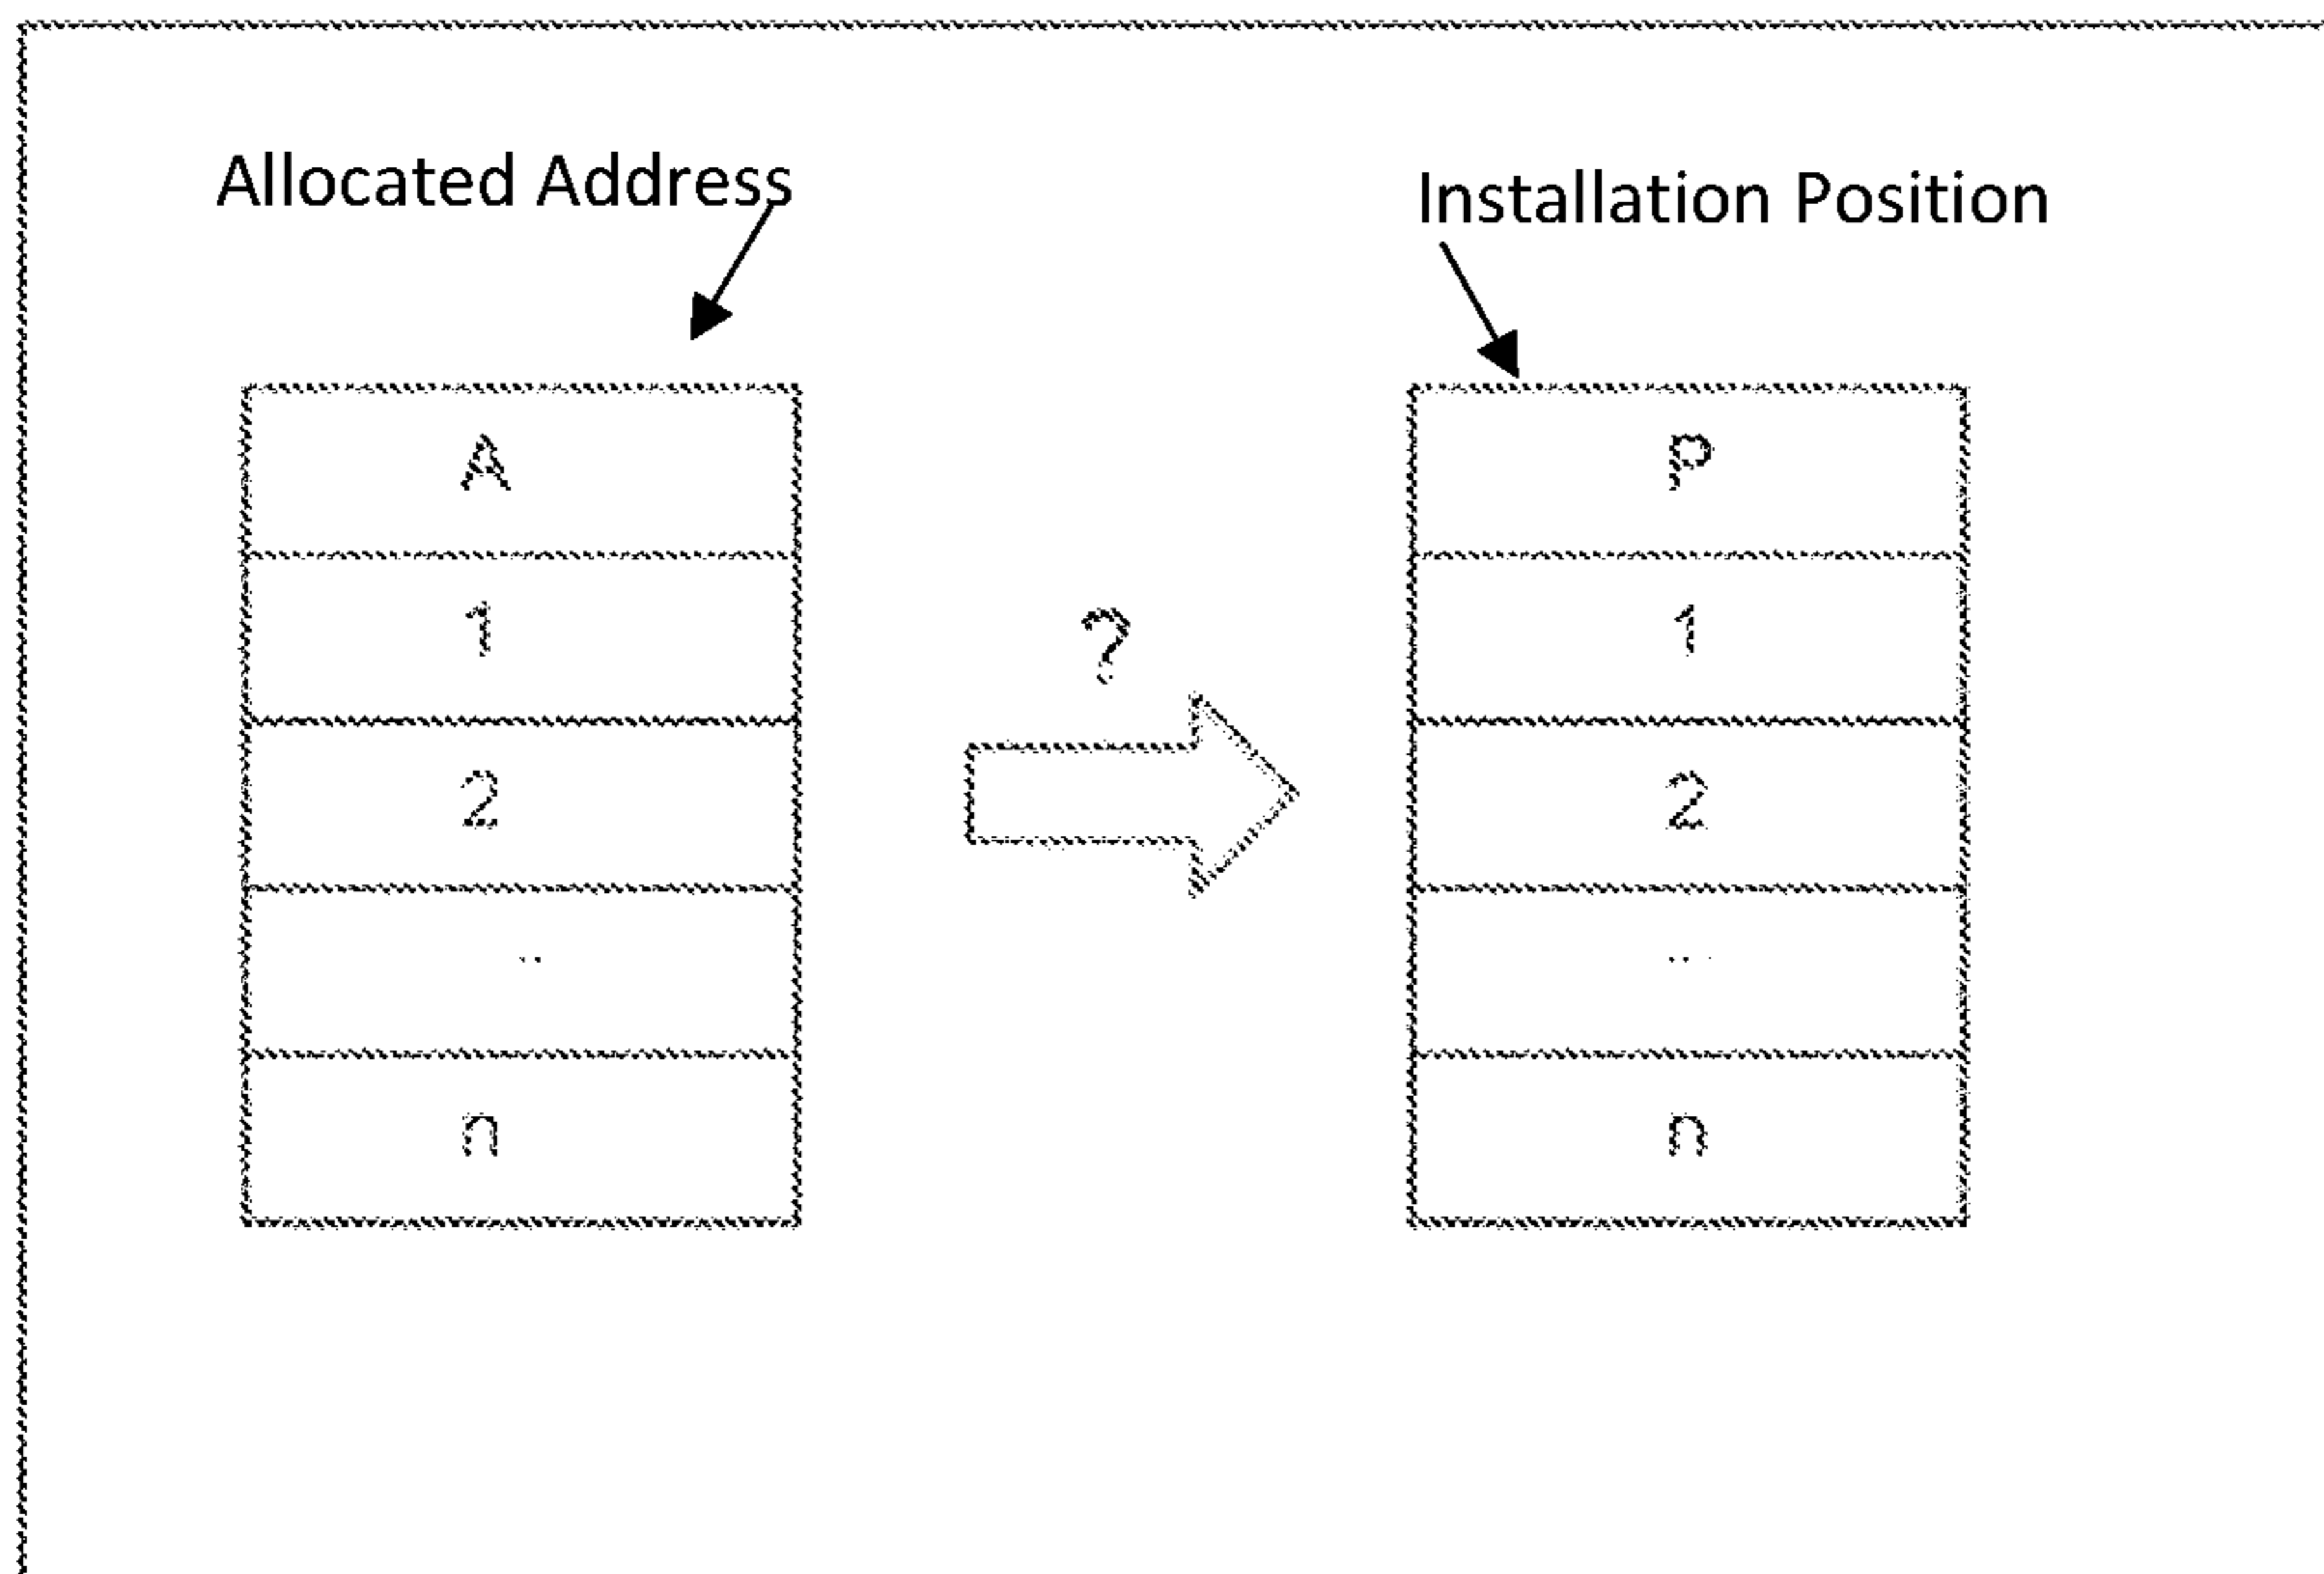 Allocated Address
Installation Position
A
P
1
1
?
2
2
..
...
n
n